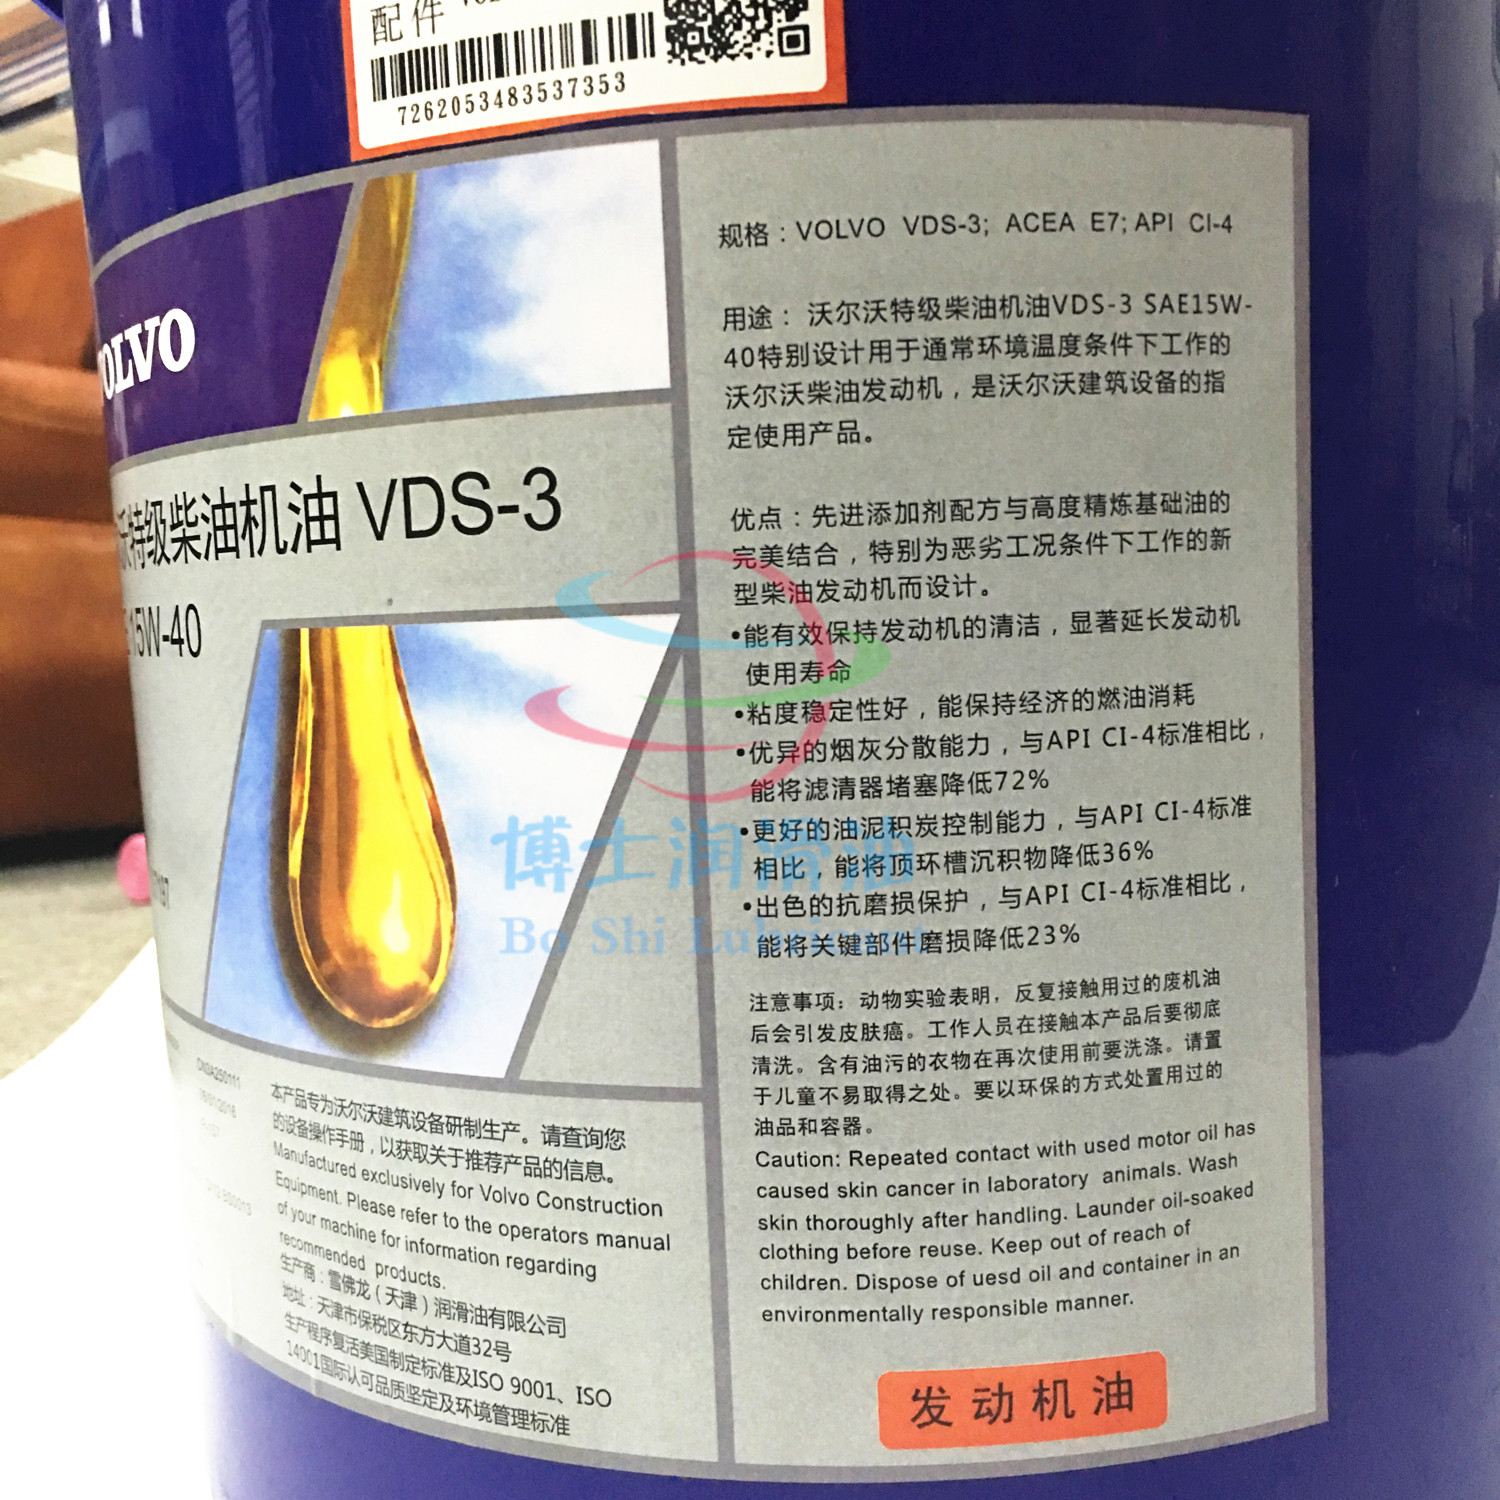 配件
7262053483537353
VOLVO
沃特级柴油机油 VDS-3
15W-40
规格：VOLVO VDS-3; ACEA E7; API CI-4
用途：沃尔沃特级柴油机油VDS-3 SAE15W-
40特别设计用于通常环境温度条件下工作的
沃尔沃柴油发动机，是沃尔沃建筑设备的指
定使用产品。
优点：先进添加剂配方与高度精炼基础油的
完美结合，特别为恶劣工况条件下工作的新
型柴油发动机而设计。
•能有效保持发动机的清洁，显著延长发动机
使用寿命
•粘度稳定性好，能保持经济的燃油消耗
•优异的烟灰分散能力，与API CI-4标准相比，
能将滤清器堵塞降低72%
•更好的油泥积炭控制能力，与API CI-4标准
相比，能将顶环槽沉积物降低36%
•出色的抗磨损保护，与API CI-4标准相比，
能将关键部件磨损降低23%
注意事项：动物实验表明，反复接触用过的废机油
后会引发皮肤癌。工作人员在接触本产品后要彻底
清洗。含有油污的衣物在再次使用前要洗涤。请置
于儿童不易取得之处。要以环保的方式处置用过的
油品和容器。
Caution: Repeated contact with used motor oil has
caused skin cancer in laboratory animals. Wash
skin thoroughly after handling. Launder oil-soaked
clothing before reuse. Keep out of reach of
children. Dispose of uesd oil and container in an
environmentally responsible manner.
发动机油
本产品专为沃尔沃建筑设备研制生产。请查询您
的设备操作手册，以获取关于推荐产品的信息。
Manufactured exclusively for Volvo Construction
Equipment. Please refer to the operators manual
of your machine for information regarding
recommended products.
生产商：雪佛龙（天津）润滑油有限公司
地址：天津市保税区东方大道32号
生产程序复活美国制定标准及ISO 9001、ISO
14001国际认可品质坚定及环境管理标准
博士润滑油
Bo Shi Lubricant